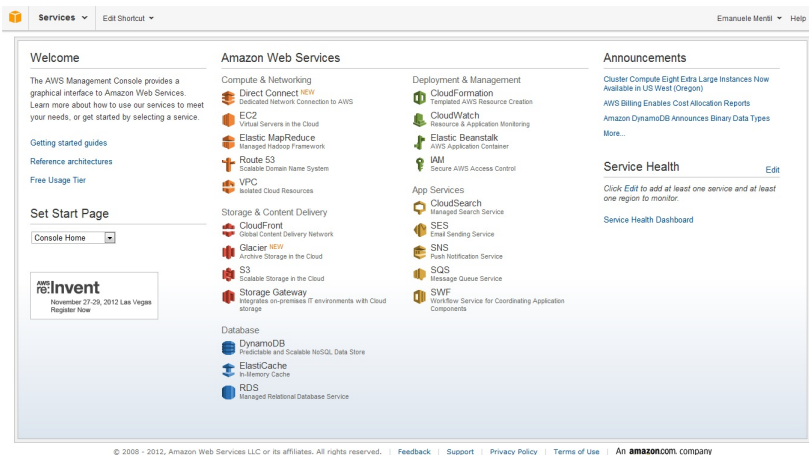 Services
Edit Shortcut
Emanuele Mentil
Help
Welcome
The AWS Management Console provides a
graphical interface to Amazon Web Services.
Learn more about how to use our services to meet
your needs, or get started by selecting a service.
Getting started guides
Reference architectures
Free Usage Tier
Set Start Page
Console Home
AWS
re:Invent
November 27-29, 2012 Las Vegas
Register Now
Amazon Web Services
Compute & Networking
Direct Connect NEW
Dedicated Network Connection to AWS
EC2
Virtual Servers in the Cloud
Elastic MapReduce
Managed Hadoop Framework
Route 53
Scalable Domain Name System
VPC
Isolated Cloud Resources
Storage & Content Delivery
CloudFront
Global Content Delivery Network
Glacier NEW
Archive Storage in the Cloud
S3
Scalable Storage in the Cloud
Storage Gateway
Integrates on-premises IT environments with Cloud
storage
Database
DynamoDB
Predictable and Scalable NoSQL Data Store
ElastiCache
In-Memory Cache
RDS
Managed Relational Database Service
Deployment & Management
CloudFormation
Templated AWS Resource Creation
CloudWatch
Resource & Application Monitoring
Elastic Beanstalk
AWS Application Container
IAM
Secure AWS Access Control
App Services
CloudSearch
Managed Search Service
SES
Email Sending Service
SNS
Push Notification Service
SQS
Message Queue Service
SWF
Workflow Service for Coordinating Application
Components
Announcements
Cluster Compute Eight Extra Large Instances Now
Available in US West (Oregon)
AWS Billing Enables Cost Allocation Reports
Amazon DynamoDB Announces Binary Data Types
More...
Service Health
Edit
Click Edit to add at least one service and at least
one region to monitor.
Service Health Dashboard
© 2008 - 2012, Amazon Web Services LLC or its affiliates. All rights reserved. | Feedback | Support | Privacy Policy | Terms of Use | An amazon.com. company